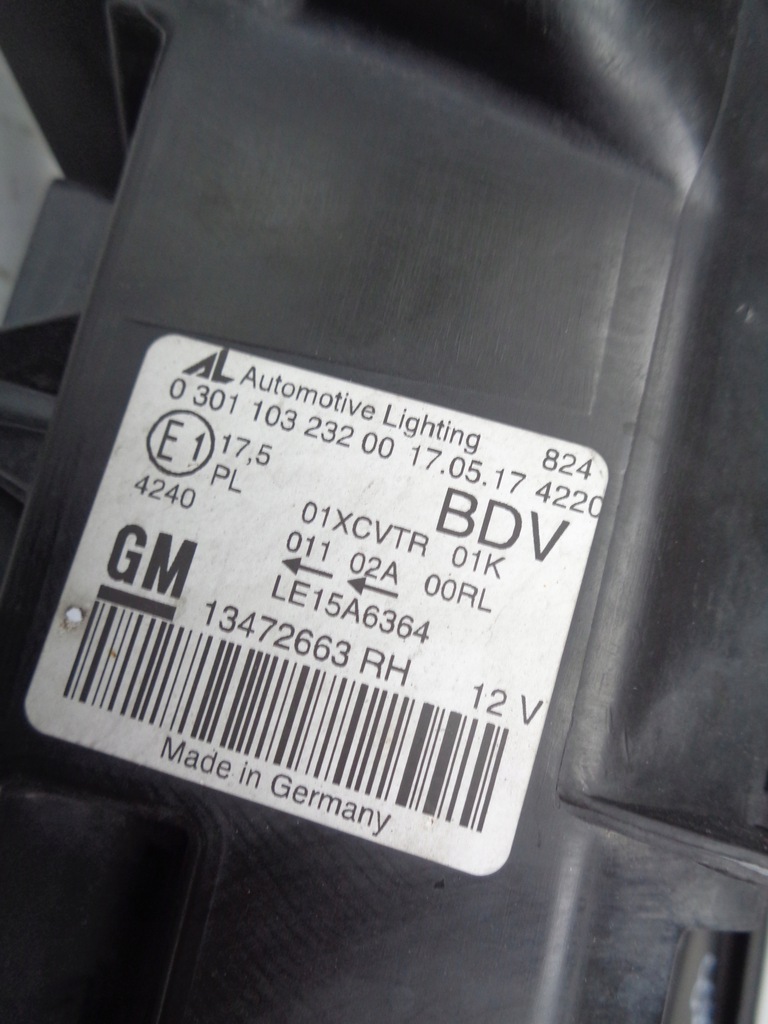 AL Automotive Lighting 824
0 301 103 232 00 17.05.17 4220
E1 17,5 BDV
PL
4240 01XCVTR 01K
011 02A 00RL
GM LE15A6364
13472663 RH 12 V
Made in Germany